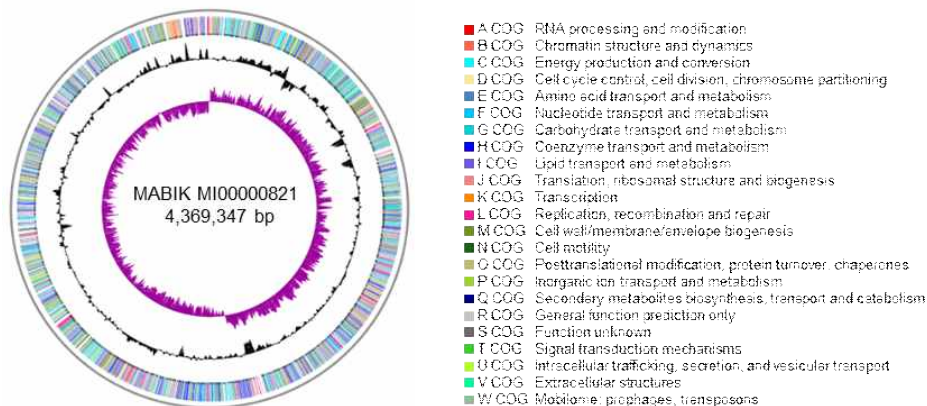 MABIK MI00000821
4,369,347 bp
A COG RNA processing and modification
B COG Chromatin structure and dynamics
C COG Energy production and conversion
D COG Cell cycle control, cell division, chromosome partitioning
E COG Amino acid transport and metabolism
F COG Nucleotide transport and metabolism
G COG Carbohydrate transport and metabolism
H COG Coenzyme transport and metabolism
I COG Lipid transport and metabolism
J COG Translation, ribosomal structure and biogenesis
K COG Transcription
L COG Replication, recombination and repair
M COG Cell wall/membrane/envelope biogenesis
N COG Cell motility
O COG Posttranslational modification, protein turnover, chaperones
P COG Inorganic ion transport and metabolism
Q COG Secondary metabolites biosynthesis, transport and catabolism
R COG General function prediction only
S COG Function unknown
T COG Signal transduction mechanisms
U COG Intracellular trafficking, secretion, and vesicular transport
V COG Extracellular structures
W COG Mobilome: prophages, transposons